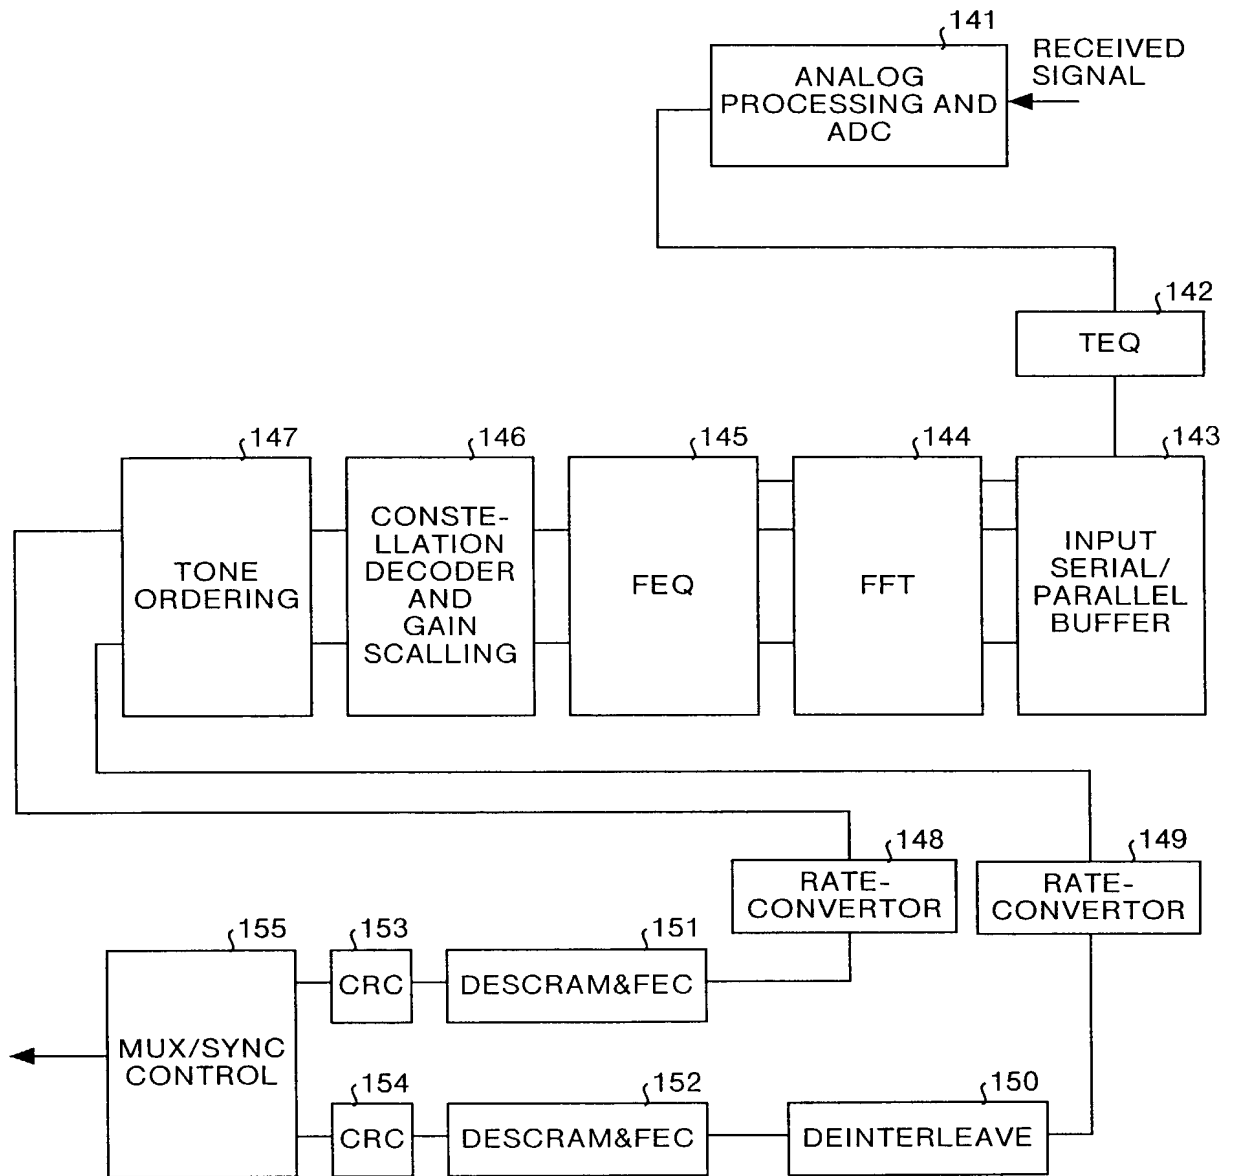 141
RECEIVED
SIGNAL
ANALOG
PROCESSING AND
ADC
142
TEQ
147
146
145
144
143
TONE
ORDERING
CONSTE-
LLATION
DECODER
AND
GAIN
SCALLING
FEQ
FFT
INPUT
SERIAL/
PARALLEL
BUFFER
148
149
RATE-
CONVERTOR
RATE-
CONVERTOR
155
153
151
CRC
DESCRAM&FEC
MUX/SYNC
CONTROL
154
152
150
CRC
DESCRAM&FEC
DEINTERLEAVE